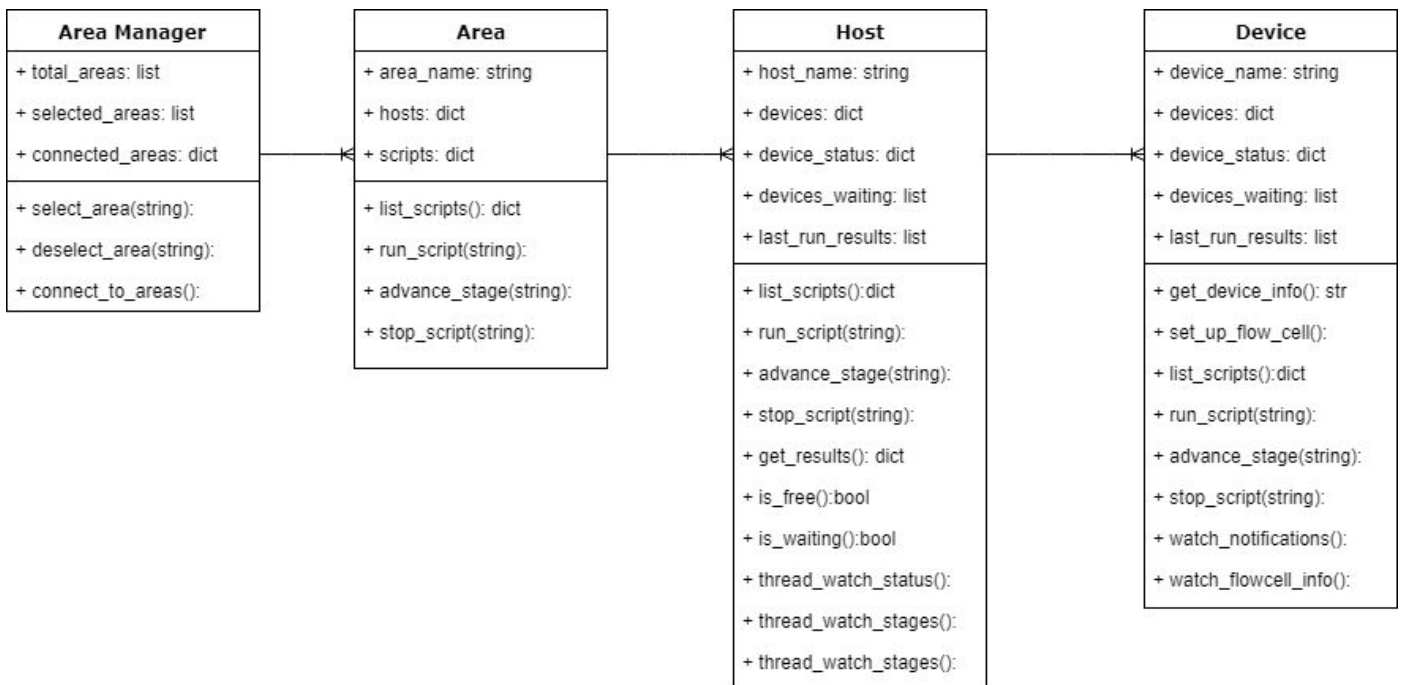 Area Manager
+ total_areas: list
+ selected_areas: list
+ connected_areas: dict
+ select_area(string):
+ deselect_area(string):
+ connect_to_areas():
Area
+ area_name: string
+ hosts: dict
+ scripts: dict
+ list_scripts(): dict
+ run_script(string):
+ advance_stage(string):
+ stop_script(string):
Host
+ host_name: string
+ devices: dict
+ device_status: dict
+ devices_waiting: list
+ last_run_results: list
+ list_scripts():dict
+ run_script(string):
+ advance_stage(string):
+ stop_script(string):
+ get_results(): dict
+ is_free():bool
+ is_waiting():bool
+ thread_watch_status():
+ thread_watch_stages():
+ thread_watch_stages():
Device
+ device_name: string
+ devices: dict
+ device_status: dict
+ devices_waiting: list
+ last_run_results: list
+ get_device_info(): str
+ set_up_flow_cell():
+ list_scripts():dict
+ run_script(string):
+ advance_stage(string):
+ stop_script(string):
+ watch_notifications():
+ watch_flowcell_info():